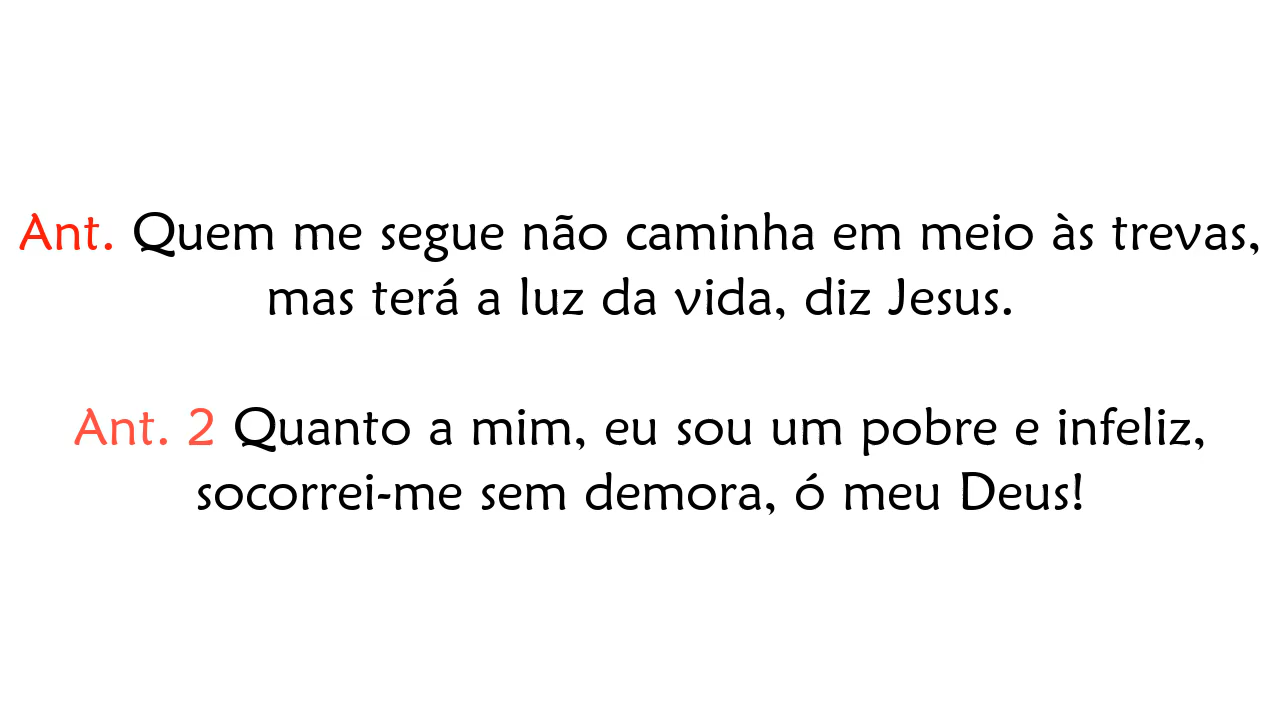 Ant. Quem me segue não caminha em meio às trevas,
mas terá a luz da vida, diz Jesus.
Ant. 2 Quanto a mim, eu sou um pobre e infeliz,
socorrei-me sem demora, ó meu Deus!